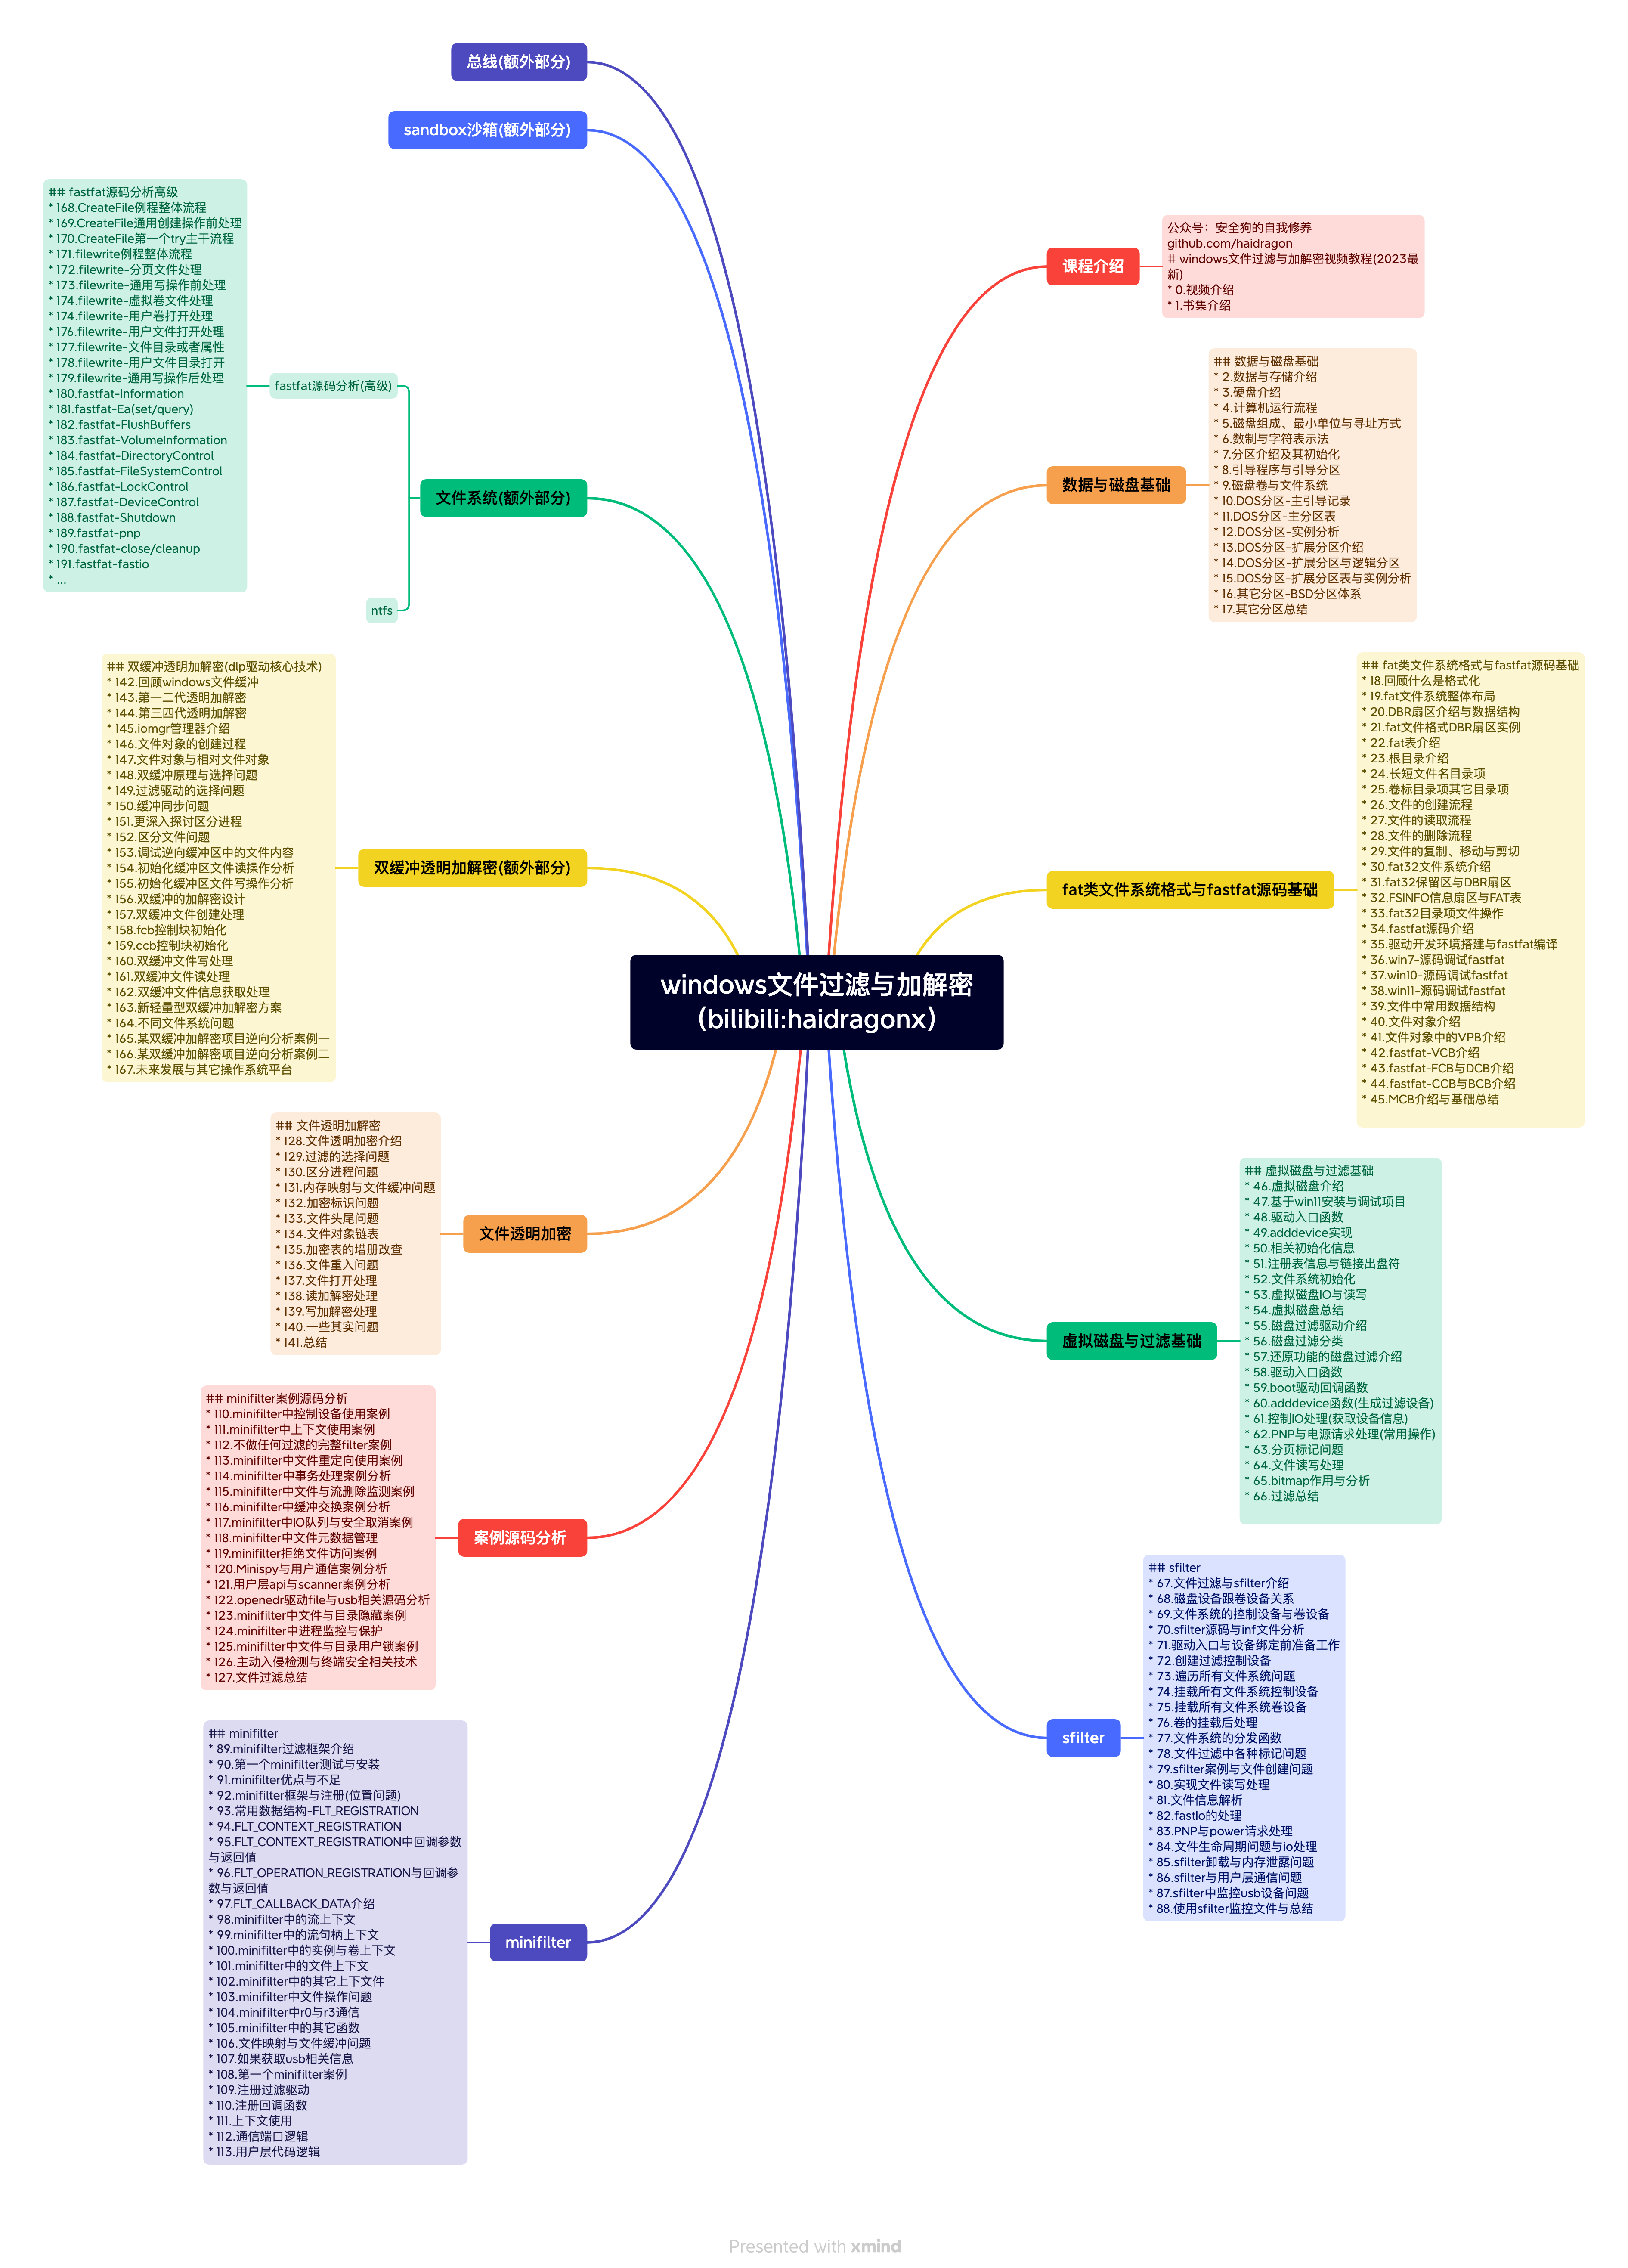 windows文件过滤与加解密
（bilibili:haidragonx）
课程介绍
公众号：安全狗的自我修养
github.com/haidragon
# windows文件过滤与加解密视频教程(2023最
新)
* 0.视频介绍
* 1.书集介绍
数据与磁盘基础
## 数据与磁盘基础
* 2.数据与存储介绍
* 3.硬盘介绍
* 4.计算机运行流程
* 5.磁盘组成、最小单位与寻址方式
* 6.数制与字符表示法
* 7.分区介绍及其初始化
* 8.引导程序与引导分区
* 9.磁盘卷与文件系统
* 10.DOS分区-主引导记录
* 11.DOS分区-主分区表
* 12.DOS分区-实例分析
* 13.DOS分区-扩展分区介绍
* 14.DOS分区-扩展分区与逻辑分区
* 15.DOS分区-扩展分区表与实例分析
* 16.其它分区-BSD分区体系
* 17.其它分区总结
fat类文件系统格式与fastfat源码基础
## fat类文件系统格式与fastfat源码基础
* 18.回顾什么是格式化
* 19.fat文件系统整体布局
* 20.DBR扇区介绍与数据结构
* 21.fat文件格式DBR扇区实例
* 22.fat表介绍
* 23.根目录介绍
* 24.长短文件名目录项
* 25.卷标目录项其它目录项
* 26.文件的创建流程
* 27.文件的读取流程
* 28.文件的删除流程
* 29.文件的复制、移动与剪切
* 30.fat32文件系统介绍
* 31.fat32保留区与DBR扇区
* 32.FSINFO信息扇区与FAT表
* 33.fat32目录项文件操作
* 34.fastfat源码介绍
* 35.驱动开发环境搭建与fastfat编译
* 36.win7-源码调试fastfat
* 37.win10-源码调试fastfat
* 38.win11-源码调试fastfat
* 39.文件中常用数据结构
* 40.文件对象介绍
* 41.文件对象中的VPB介绍
* 42.fastfat-VCB介绍
* 43.fastfat-FCB与DCB介绍
* 44.fastfat-CCB与BCB介绍
* 45.MCB介绍与基础总结
虚拟磁盘与过滤基础
## 虚拟磁盘与过滤基础
* 46.虚拟磁盘介绍
* 47.基于win11安装与调试项目
* 48.驱动入口函数
* 49.adddevice实现
* 50.相关初始化信息
* 51.注册表信息与链接出盘符
* 52.文件系统初始化
* 53.虚拟磁盘IO与读写
* 54.虚拟磁盘总结
* 55.磁盘过滤驱动介绍
* 56.磁盘过滤分类
* 57.还原功能的磁盘过滤介绍
* 58.驱动入口函数
* 59.boot驱动回调函数
* 60.adddevice函数(生成过滤设备)
* 61.控制IO处理(获取设备信息)
* 62.PNP与电源请求处理(常用操作)
* 63.分页标记问题
* 64.文件读写处理
* 65.bitmap作用与分析
* 66.过滤总结
sfilter
## sfilter
* 67.文件过滤与sfilter介绍
* 68.磁盘设备跟卷设备关系
* 69.文件系统的控制设备与卷设备
* 70.sfilter源码与inf文件分析
* 71.驱动入口与设备绑定前准备工作
* 72.创建过滤控制设备
* 73.遍历所有文件系统问题
* 74.挂载所有文件系统控制设备
* 75.挂载所有文件系统卷设备
* 76.卷的挂载后处理
* 77.文件系统的分发函数
* 78.文件过滤中各种标记问题
* 79.sfilter案例与文件创建问题
* 80.实现文件读写处理
* 81.文件信息解析
* 82.fastIo的处理
* 83.PNP与power请求处理
* 84.文件生命周期问题与io处理
* 85.sfilter卸载与内存泄露问题
* 86.sfilter与用户层通信问题
* 87.sfilter中监控usb设备问题
* 88.使用sfilter监控文件与总结
minifilter
## minifilter
* 89.minifilter过滤框架介绍
* 90.第一个minifilter测试与安装
* 91.minifilter优点与不足
* 92.minifilter框架与注册(位置问题)
* 93.常用数据结构-FLT_REGISTRATION
* 94.FLT_CONTEXT_REGISTRATION
* 95.FLT_CONTEXT_REGISTRATION中回调参数
与返回值
* 96.FLT_OPERATION_REGISTRATION与回调参
数与返回值
* 97.FLT_CALLBACK_DATA介绍
* 98.minifilter中的流上下文
* 99.minifilter中的流句柄上下文
* 100.minifilter中的实例与卷上下文
* 101.minifilter中的文件上下文
* 102.minifilter中的其它上下文件
* 103.minifilter中文件操作问题
* 104.minifilter中r0与r3通信
* 105.minifilter中的其它函数
* 106.文件映射与文件缓冲问题
* 107.如果获取usb相关信息
* 108.第一个minifilter案例
* 109.注册过滤驱动
* 110.注册回调函数
* 111.上下文使用
* 112.通信端口逻辑
* 113.用户层代码逻辑
案例源码分析
## minifilter案例源码分析
* 110.minifilter中控制设备使用案例
* 111.minifilter中上下文使用案例
* 112.不做任何过滤的完整filter案例
* 113.minifilter中文件重定向使用案例
* 114.minifilter中事务处理案例分析
* 115.minifilter中文件与流删除监测案例
* 116.minifilter中缓冲交换案例分析
* 117.minifilter中IO队列与安全取消案例
* 118.minifilter中文件元数据管理
* 119.minifilter拒绝文件访问案例
* 120.Minispy与用户通信案例分析
* 121.用户层api与scanner案例分析
* 122.openedr驱动file与usb相关源码分析
* 123.minifilter中文件与目录隐藏案例
* 124.minifilter中进程监控与保护
* 125.minifilter中文件与目录用户锁案例
* 126.主动入侵检测与终端安全相关技术
* 127.文件过滤总结
文件透明加密
## 文件透明加解密
* 128.文件透明加密介绍
* 129.过滤的选择问题
* 130.区分进程问题
* 131.内存映射与文件缓冲问题
* 132.加密标识问题
* 133.文件头尾问题
* 134.文件对象链表
* 135.加密表的增册改查
* 136.文件重入问题
* 137.文件打开处理
* 138.读加解密处理
* 139.写加解密处理
* 140.一些其实问题
* 141.总结
双缓冲透明加解密(额外部分)
## 双缓冲透明加解密(dlp驱动核心技术)
* 142.回顾windows文件缓冲
* 143.第一二代透明加解密
* 144.第三四代透明加解密
* 145.iomgr管理器介绍
* 146.文件对象的创建过程
* 147.文件对象与相对文件对象
* 148.双缓冲原理与选择问题
* 149.过滤驱动的选择问题
* 150.缓冲同步问题
* 151.更深入探讨区分进程
* 152.区分文件问题
* 153.调试逆向缓冲区中的文件内容
* 154.初始化缓冲区文件读操作分析
* 155.初始化缓冲区文件写操作分析
* 156.双缓冲的加解密设计
* 157.双缓冲文件创建处理
* 158.fcb控制块初始化
* 159.ccb控制块初始化
* 160.双缓冲文件写处理
* 161.双缓冲文件读处理
* 162.双缓冲文件信息获取处理
* 163.新轻量型双缓冲加解密方案
* 164.不同文件系统问题
* 165.某双缓冲加解密项目逆向分析案例一
* 166.某双缓冲加解密项目逆向分析案例二
* 167.未来发展与其它操作系统平台
文件系统(额外部分)
fastfat源码分析(高级)
## fastfat源码分析高级
* 168.CreateFile例程整体流程
* 169.CreateFile通用创建操作前处理
* 170.CreateFile第一个try主干流程
* 171.filewrite例程整体流程
* 172.filewrite-分页文件处理
* 173.filewrite-通用写操作前处理
* 174.filewrite-虚拟卷文件处理
* 174.filewrite-用户卷打开处理
* 176.filewrite-用户文件打开处理
* 177.filewrite-文件目录或者属性
* 178.filewrite-用户文件目录打开
* 179.filewrite-通用写操作后处理
* 180.fastfat-Information
* 181.fastfat-Ea(set/query)
* 182.fastfat-FlushBuffers
* 183.fastfat-VolumeInformation
* 184.fastfat-DirectoryControl
* 185.fastfat-FileSystemControl
* 186.fastfat-LockControl
* 187.fastfat-DeviceControl
* 188.fastfat-Shutdown
* 189.fastfat-pnp
* 190.fastfat-close/cleanup
* 191.fastfat-fastio
* ...
ntfs
sandbox沙箱(额外部分)
总线(额外部分)
Presented with xmind